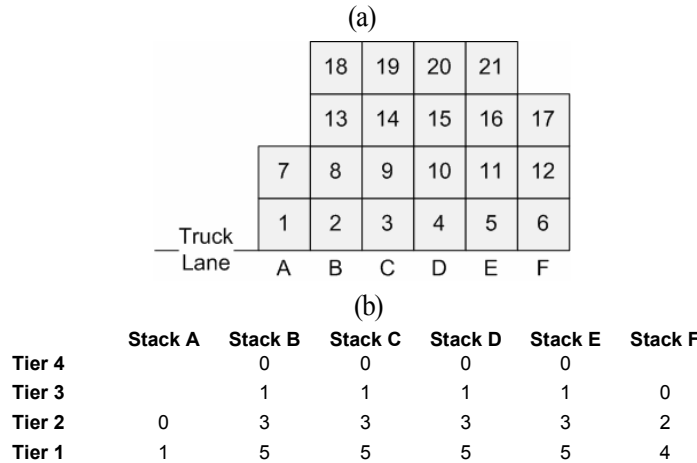 (a)
18 19 20 21
13 14 15 16 17
7 8 9 10 11 12
1 2 3 4 5 6
Truck
Lane
A B C D E F
(b)
Stack A Stack B Stack C Stack D Stack E Stack F
Tier 4 0 0 0 0
Tier 3 1 1 1 1 0
Tier 2 0 3 3 3 3 2
Tier 1 1 5 5 5 5 4